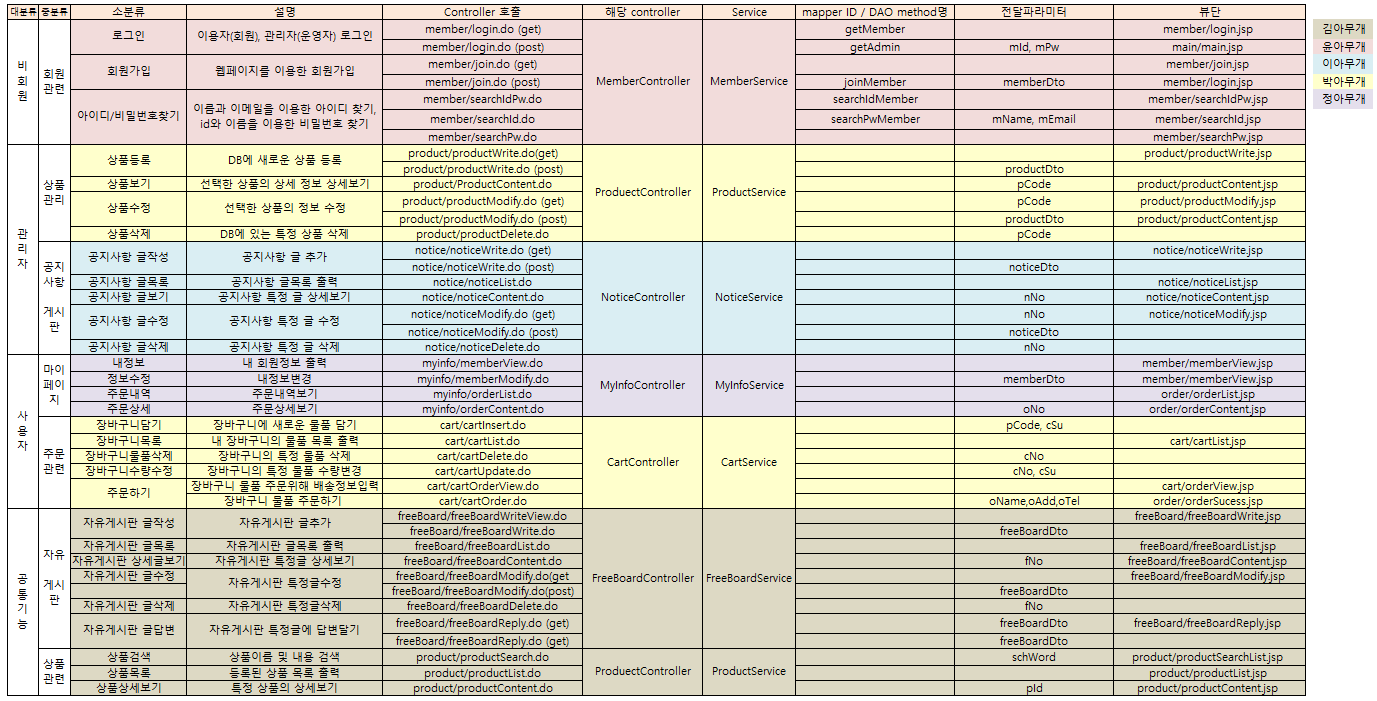 대분류 중분류 소분류 설명 Controller 호출 해당 controller Service mapper ID / DAO method명 전달파라미터 뷰단
비회원 회원관련 로그인 이용자(회원), 관리자(운영자) 로그인 member/login.do (get) MemberController MemberService getMember member/login.jsp
member/login.do (post) getAdmin mId, mPw main/main.jsp
회원가입 웹페이지를 이용한 회원가입 member/join.do (get) member/join.jsp
member/join.do (post) joinMember memberDto member/login.jsp
아이디/비밀번호찾기 이름과 이메일을 이용한 아이디 찾기, id와 이름을 이용한 비밀번호 찾기 member/searchIdPw.do searchIdMember member/searchIdPw.jsp
member/searchId.do searchPwMember mName, mEmail member/searchId.jsp
member/searchPw.do member/searchPw.jsp
관리자 상품관리 상품등록 DB에 새로운 상품 등록 product/productWrite.do(get) ProduectController ProductService product/productWrite.jsp
product/productWrite.do (post) productDto
상품보기 선택한 상품의 상세 정보 상세보기 product/ProductContent.do pCode product/productContent.jsp
상품수정 선택한 상품의 정보 수정 product/productModify.do (get) pCode product/productModify.jsp
product/productModify.do (post) productDto product/productContent.jsp
상품삭제 DB에 있는 특정 상품 삭제 product/productDelete.do pCode
공지사항 게시판 공지사항 글작성 공지사항 글 추가 notice/noticeWrite.do (get) NoticeController NoticeService notice/noticeWrite.jsp
notice/noticeWrite.do (post) noticeDto
공지사항 글목록 공지사항 글목록 출력 notice/noticeList.do notice/noticeList.jsp
공지사항 글보기 공지사항 특정 글 상세보기 notice/noticeContent.do nNo notice/noticeContent.jsp
공지사항 글수정 공지사항 특정 글 수정 notice/noticeModify.do (get) nNo notice/noticeModify.jsp
notice/noticeModify.do (post) noticeDto
공지사항 글삭제 공지사항 특정 글 삭제 notice/noticeDelete.do nNo
사용자 마이페이지 내정보 내 회원정보 출력 myinfo/memberView.do MyInfoController MyInfoService member/memberView.jsp
정보수정 내정보변경 myinfo/memberModify.do memberDto member/memberView.jsp
주문내역 주문내역보기 myinfo/orderList.do order/orderList.jsp
주문상세 주문상세보기 myinfo/orderContent.do oNo order/orderContent.jsp
주문관련 장바구니담기 장바구니에 새로운 물품 담기 cart/cartInsert.do CartController CartService pCode, cSu
장바구니목록 내 장바구니의 물품 목록 출력 cart/cartList.do cart/cartList.jsp
장바구니물품삭제 장바구니의 특정 물품 삭제 cart/cartDelete.do cNo
장바구니수량수정 장바구니의 특정 물품 수량변경 cart/cartUpdate.do cNo, cSu
주문하기 장바구니 물품 주문위해 배송정보입력 cart/cartOrderView.do cart/orderView.jsp
장바구니 물품 주문하기 cart/cartOrder.do oName,oAdd,oTel order/orderSucess.jsp
공통기능 자유 게시판 자유게시판 글작성 자유게시판 글추가 freeBoard/freeBoardWriteView.do FreeBoardController FreeBoardService freeBoard/freeBoardWrite.jsp
freeBoard/freeBoardWrite.do freeBoardDto
자유게시판 글목록 자유게시판 글목록 출력 freeBoard/freeBoardList.do freeBoard/freeBoardList.jsp
자유게시판 상세글보기 자유게시판 특정글 상세보기 freeBoard/freeBoardContent.do fNo freeBoard/freeBoardContent.jsp
자유게시판 글수정 자유게시판 특정글수정 freeBoard/freeBoardModify.do(get freeBoard/freeBoardModify.jsp
freeBoard/freeBoardModify.do(post) freeBoardDto
자유게시판 글삭제 자유게시판 특정글삭제 freeBoard/freeBoardDelete.do fNo
자유게시판 글답변 자유게시판 특정글에 답변달기 freeBoard/freeBoardReply.do (get) freeBoardDto freeBoard/freeBoardReply.jsp
freeBoard/freeBoardReply.do (get) freeBoardDto
상품관련 상품검색 상품이름 및 내용 검색 product/productSearch.do ProductController ProductService schWord product/productSearchList.jsp
상품목록 등록된 상품 목록 출력 product/productList.do product/productList.jsp
상품상세보기 특정 상품의 상세보기 product/productContent.do pId product/productContent.jsp
김아무개
윤아무개
이아무개
박아무개
정아무개